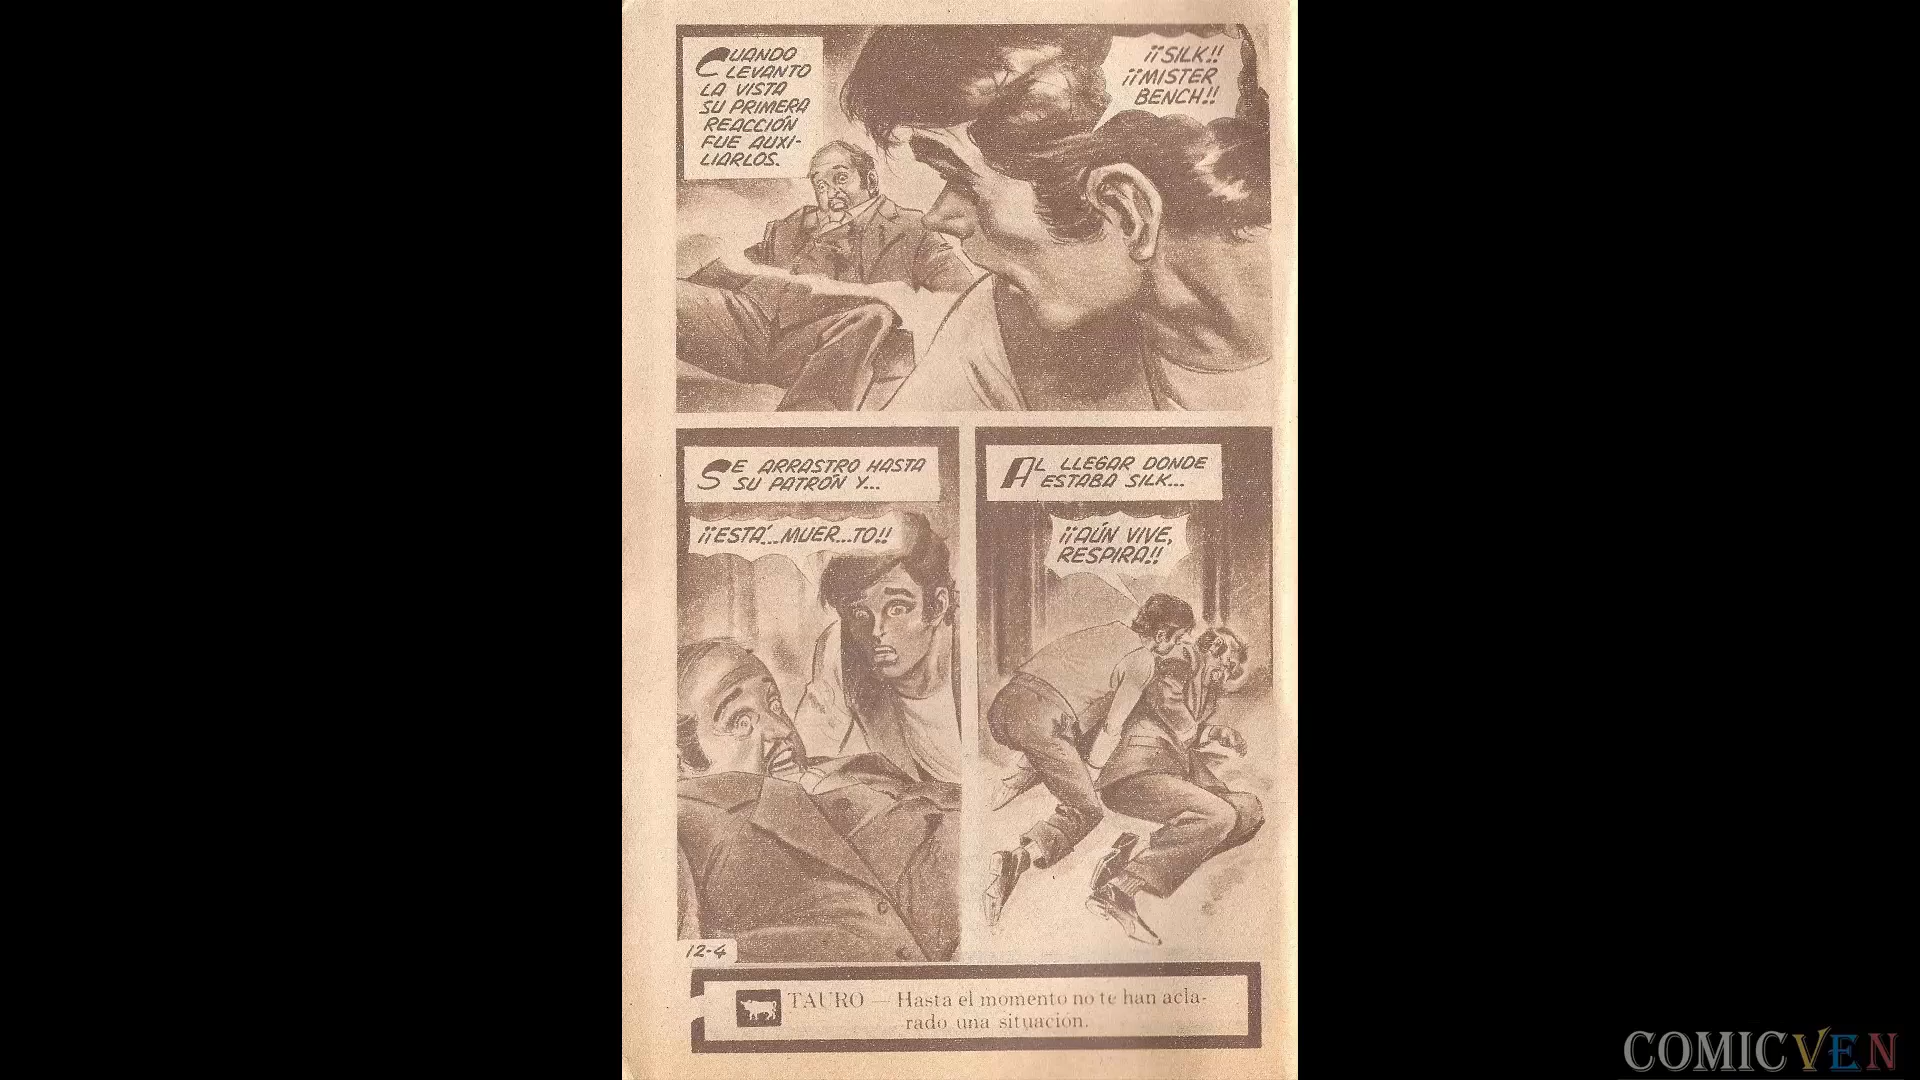 CUANDO
LEVANTO
LA VISTA
SU PRIMERA
REACCIÓN
FUE AUXI-
LIARLOS.
¡¡SILK!!
¡¡MISTER
BENCH!!
SE ARRASTRO HASTA
SU PATRÓN Y...
¡¡ESTÁ...MUER...TO!!
AL LLEGAR DONDE
ESTABA SILK...
¡¡AÚN VIVE,
RESPIRA!!
12-4
TAURO — Hasta el momento no te han acla-
rado una situación.
COMICVEN